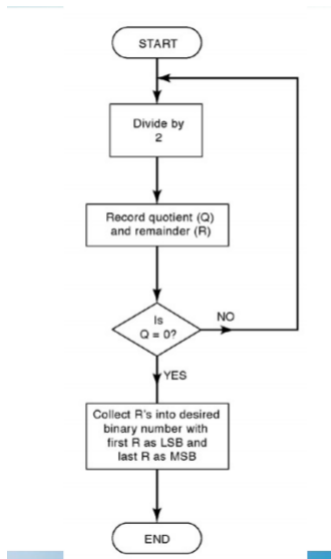 START
Divide by
2
Record quotient (Q)
and remainder (R)
Is
Q = 0?
NO
YES
Collect R's into desired
binary number with
first R as LSB and
last R as MSB
END